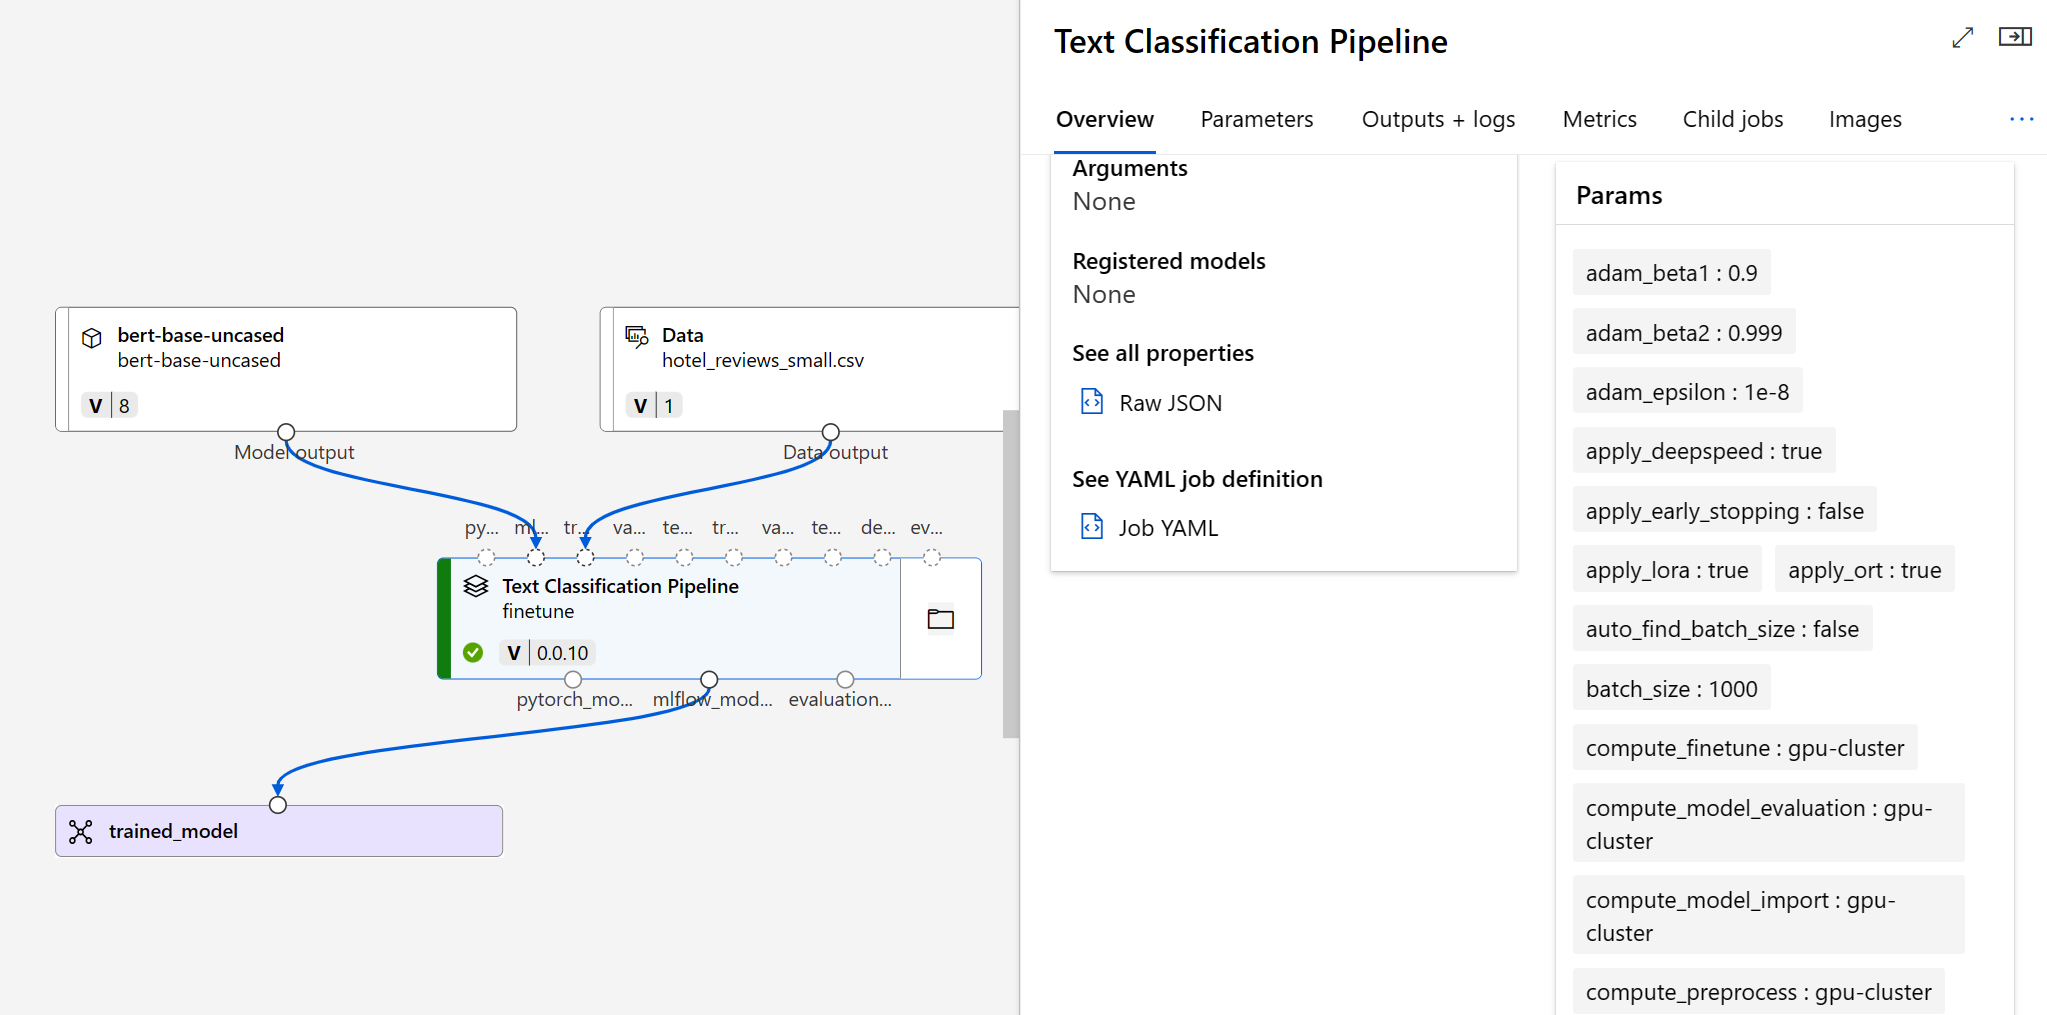 bert-base-uncased
bert-base-uncased
V 8
Model output
Data
hotel_reviews_small.csv
V 1
Data output
py... ml... tr... va... te... tr... va... te... de... ev...
Text Classification Pipeline
finetune
V 0.0.10
pytorch_mo... mlflow_mod... evaluation...
trained_model
Text Classification Pipeline
Overview Parameters Outputs + logs Metrics Child jobs Images ...
Arguments
None
Registered models
None
See all properties
Raw JSON
See YAML job definition
Job YAML
Params
adam_beta1 : 0.9
adam_beta2 : 0.999
adam_epsilon : 1e-8
apply_deepspeed : true
apply_early_stopping : false
apply_lora : true apply_ort : true
auto_find_batch_size : false
batch_size : 1000
compute_finetune : gpu-cluster
compute_model_evaluation : gpu-
cluster
compute_model_import : gpu-
cluster
compute_preprocess : gpu-cluster